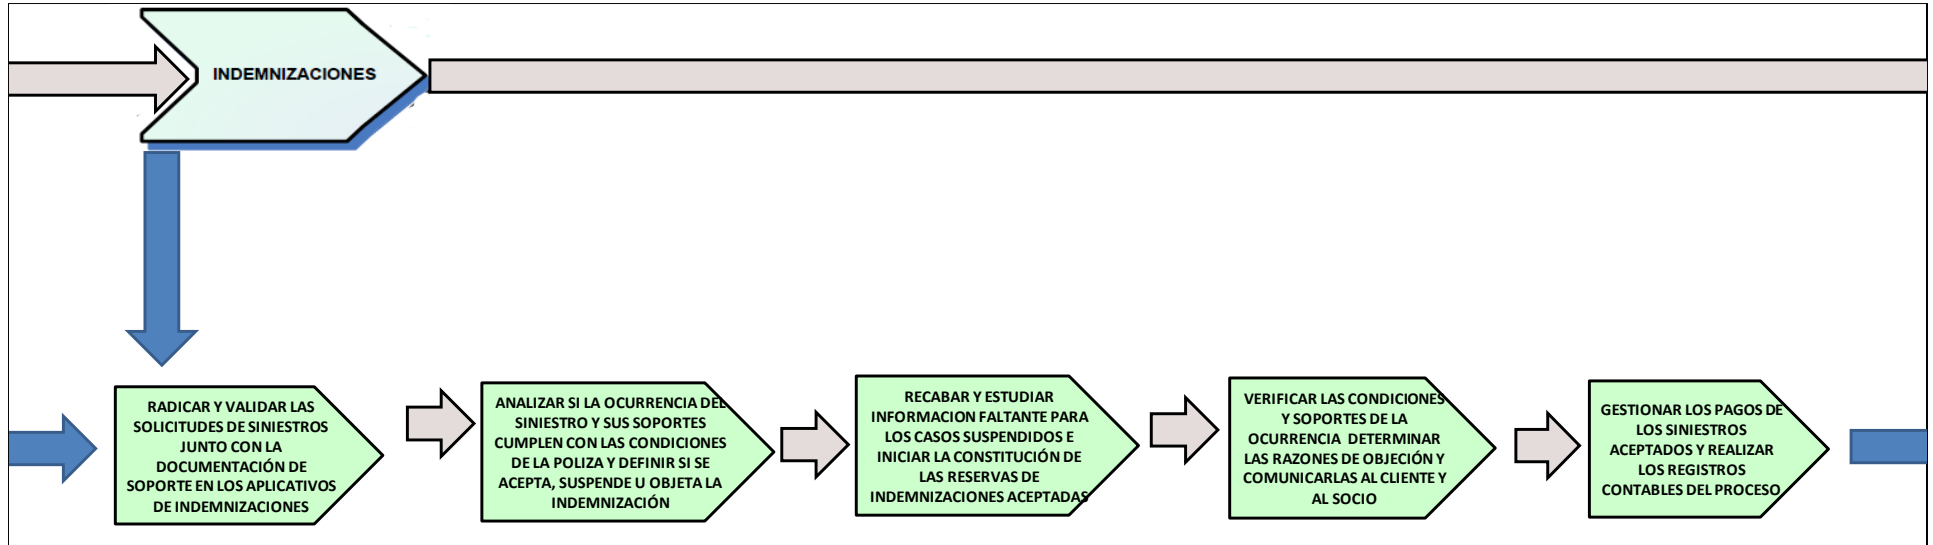 INDEMNIZACIONES
RADICAR Y VALIDAR LAS
SOLICITUDES DE SINIESTROS
JUNTO CON LA
DOCUMENTACIÓN DE
SOPORTE EN LOS APLICATIVOS
DE INDEMNIZACIONES
ANALIZAR SI LA OCURRENCIA DEL
SINIESTRO Y SUS SOPORTES
CUMPLEN CON LAS CONDICIONES
DE LA POLIZA Y DEFINIR SI SE
ACEPTA, SUSPENDE U OBJETA LA
INDEMNIZACIÓN
RECABAR Y ESTUDIAR
INFORMACION FALTANTE PARA
LOS CASOS SUSPENDIDOS E
INICIAR LA CONSTITUCIÓN DE
LAS RESERVAS DE
INDEMNIZACIONES ACEPTADAS
VERIFICAR LAS CONDICIONES
Y SOPORTES DE LA
OCURRENCIA DETERMINAR
LAS RAZONES DE OBJECIÓN Y
COMUNICARLAS AL CLIENTE Y
AL SOCIO
GESTIONAR LOS PAGOS DE
LOS SINIESTROS
ACEPTADOS Y REALIZAR
LOS REGISTROS
CONTABLES DEL PROCESO